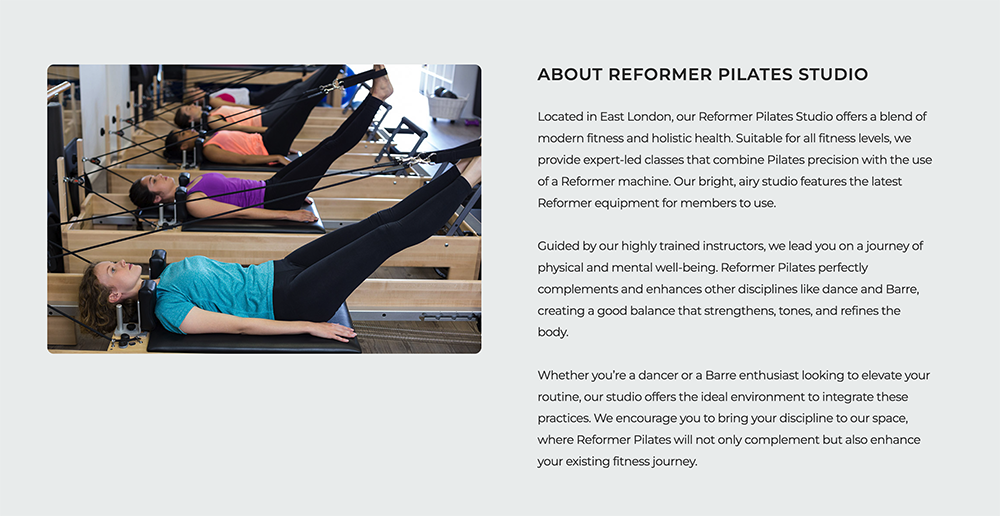 ABOUT REFORMER PILATES STUDIO
Located in East London, our Reformer Pilates Studio offers a blend of
modern fitness and holistic health. Suitable for all fitness levels, we
provide expert-led classes that combine Pilates precision with the use
of a Reformer machine. Our bright, airy studio features the latest
Reformer equipment for members to use.
Guided by our highly trained instructors, we lead you on a journey of
physical and mental well-being. Reformer Pilates perfectly
complements and enhances other disciplines like dance and Barre,
creating a good balance that strengthens, tones, and refines the
body.
Whether you’re a dancer or a Barre enthusiast looking to elevate your
routine, our studio offers the ideal environment to integrate these
practices. We encourage you to bring your discipline to our space,
where Reformer Pilates will not only complement but also enhance
your existing fitness journey.